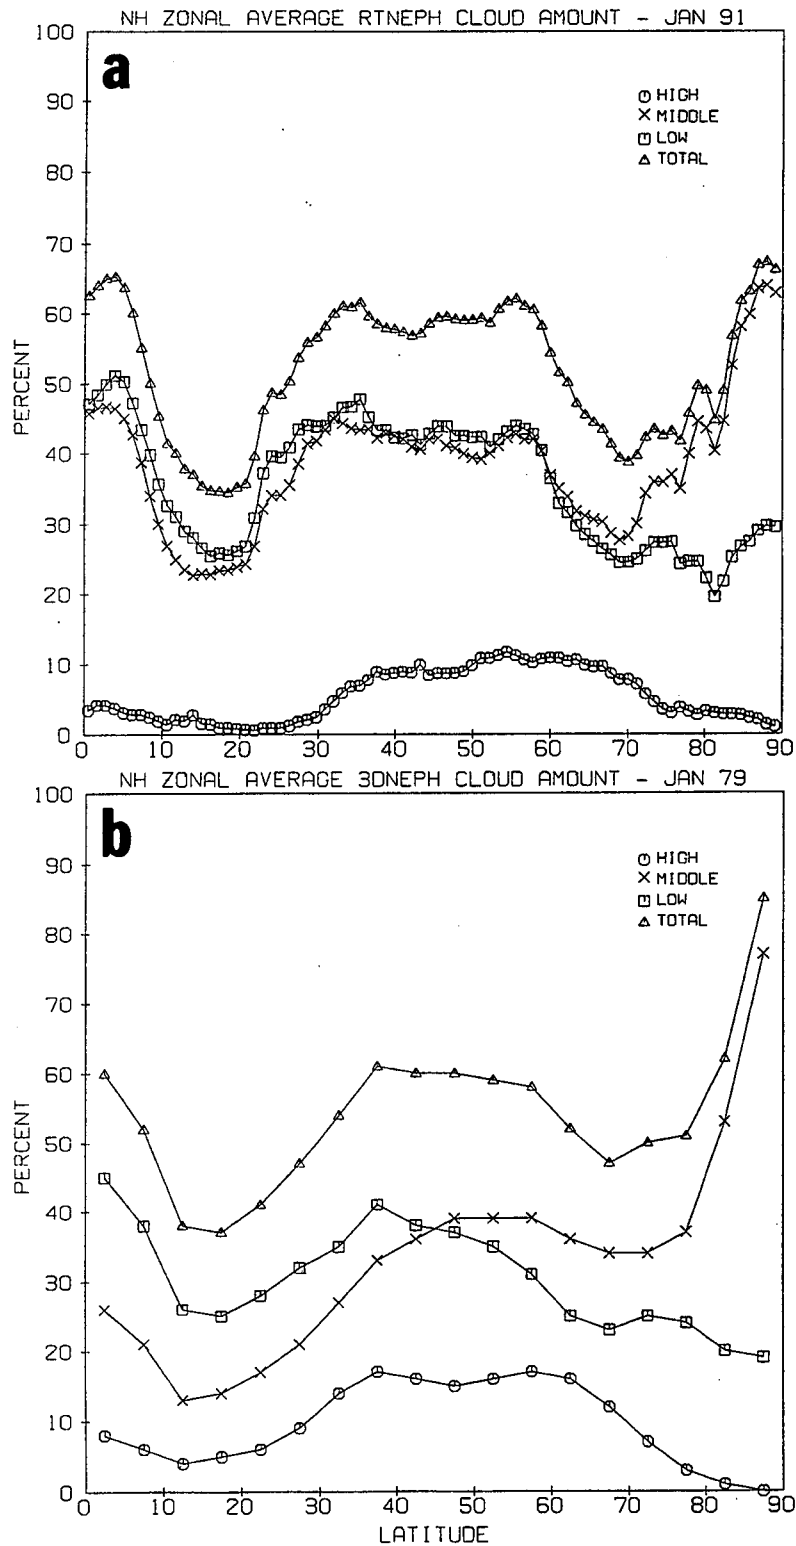 NH ZONAL AVERAGE RTNEPH CLOUD AMOUNT - JAN 91
a
100
90
80
70
60
50
40
30
20
10
0
PERCENT
HIGH
MIDDLE
LOW
TOTAL
0 10 20 30 40 50 60 70 80 90
NH ZONAL AVERAGE 3DNEPH CLOUD AMOUNT - JAN 79
b
100
90
80
70
60
50
40
30
20
10
0
PERCENT
HIGH
MIDDLE
LOW
TOTAL
0 10 20 30 40 50 60 70 80 90
LATITUDE